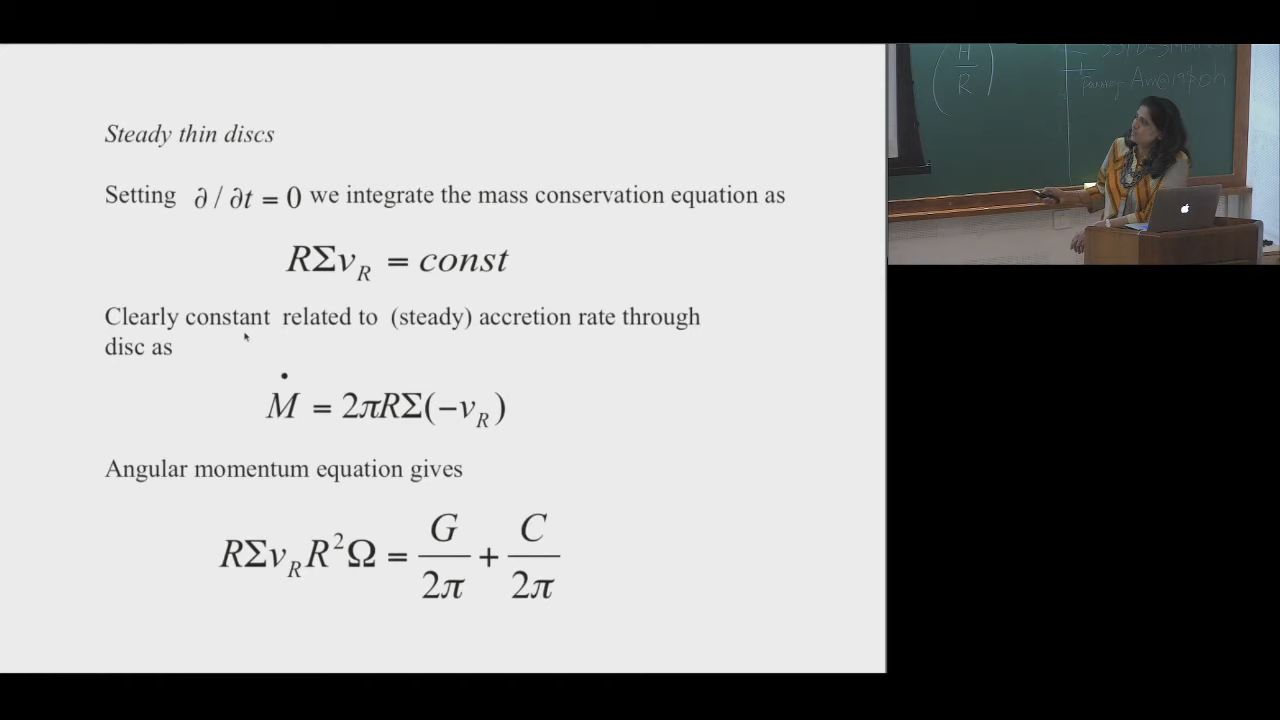 Steady thin discs
Setting ∂ / ∂t = 0 we integrate the mass conservation equation as
RΣv_R = const
Clearly constant related to (steady) accretion rate through
disc as
Ṁ = 2πRΣ(−v_R)
Angular momentum equation gives
RΣv_R R²Ω = G/2π + C/2π
(H/R)